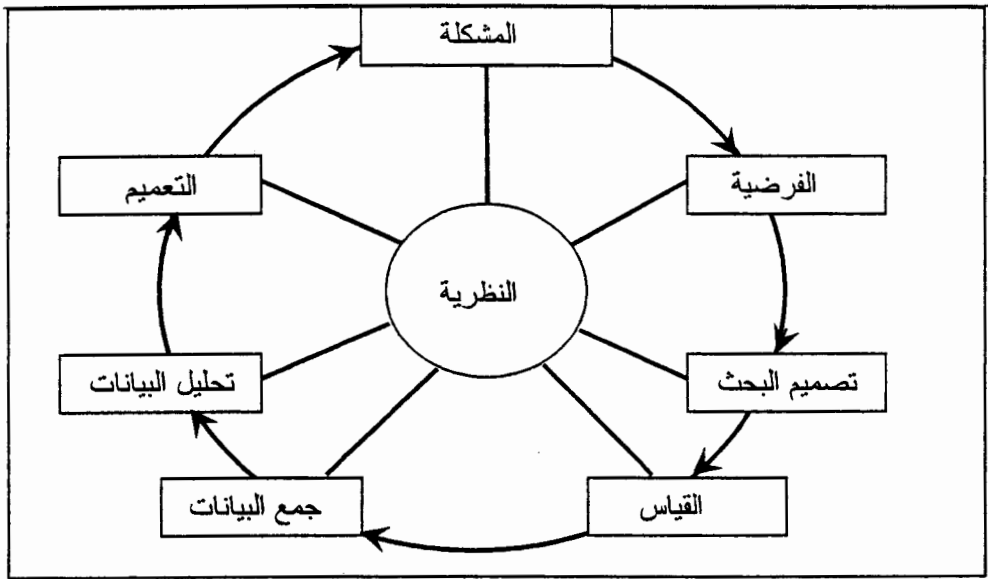 المشكلة
الفرضية
التعميم
النظرية
تصميم البحث
تحليل البيانات
القياس
جمع البيانات